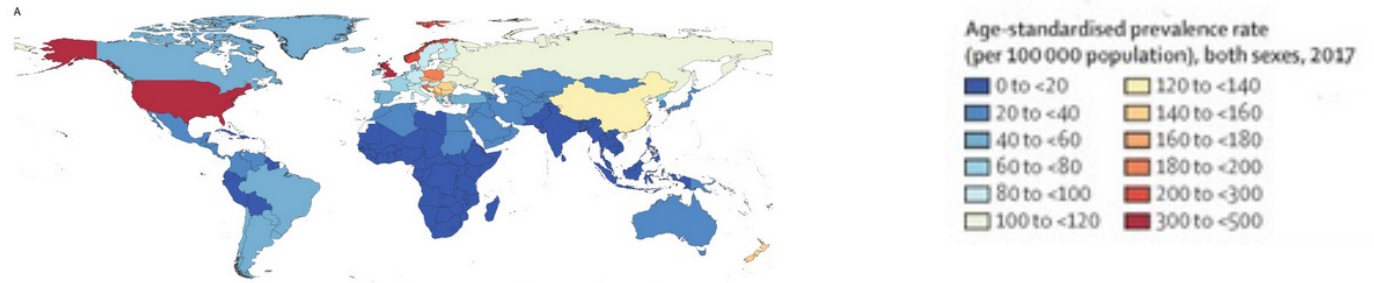 A
Age-standardised prevalence rate
(per 100 000 population), both sexes, 2017
0 to <20
20 to <40
40 to <60
60 to <80
80 to <100
100 to <120
120 to <140
140 to <160
160 to <180
180 to <200
200 to <300
300 to <500